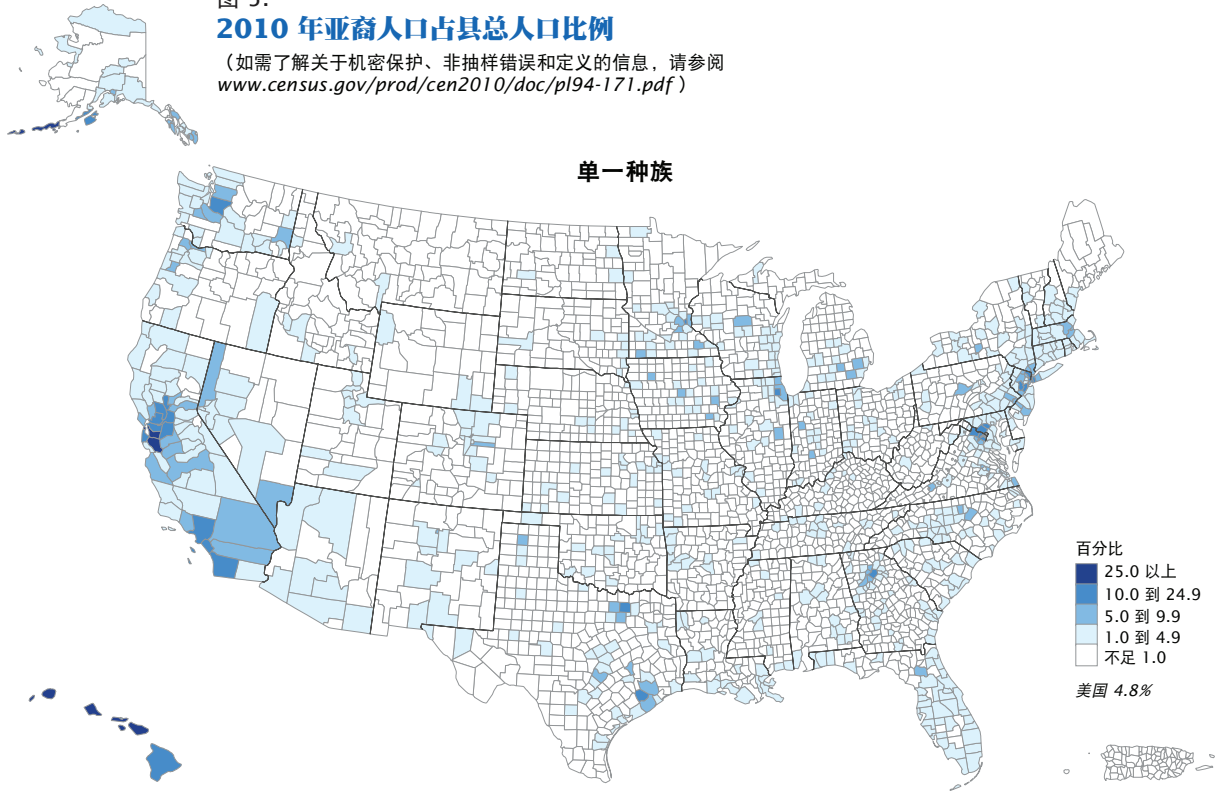 图 5.
2010 年亚裔人口占县总人口比例
（如需了解关于机密保护、非抽样错误和定义的信息，请参阅
www.census.gov/prod/cen2010/doc/pl94-171.pdf ）
单一种族
百分比
25.0 以上
10.0 到 24.9
5.0 到 9.9
1.0 到 4.9
不足 1.0
美国 4.8%